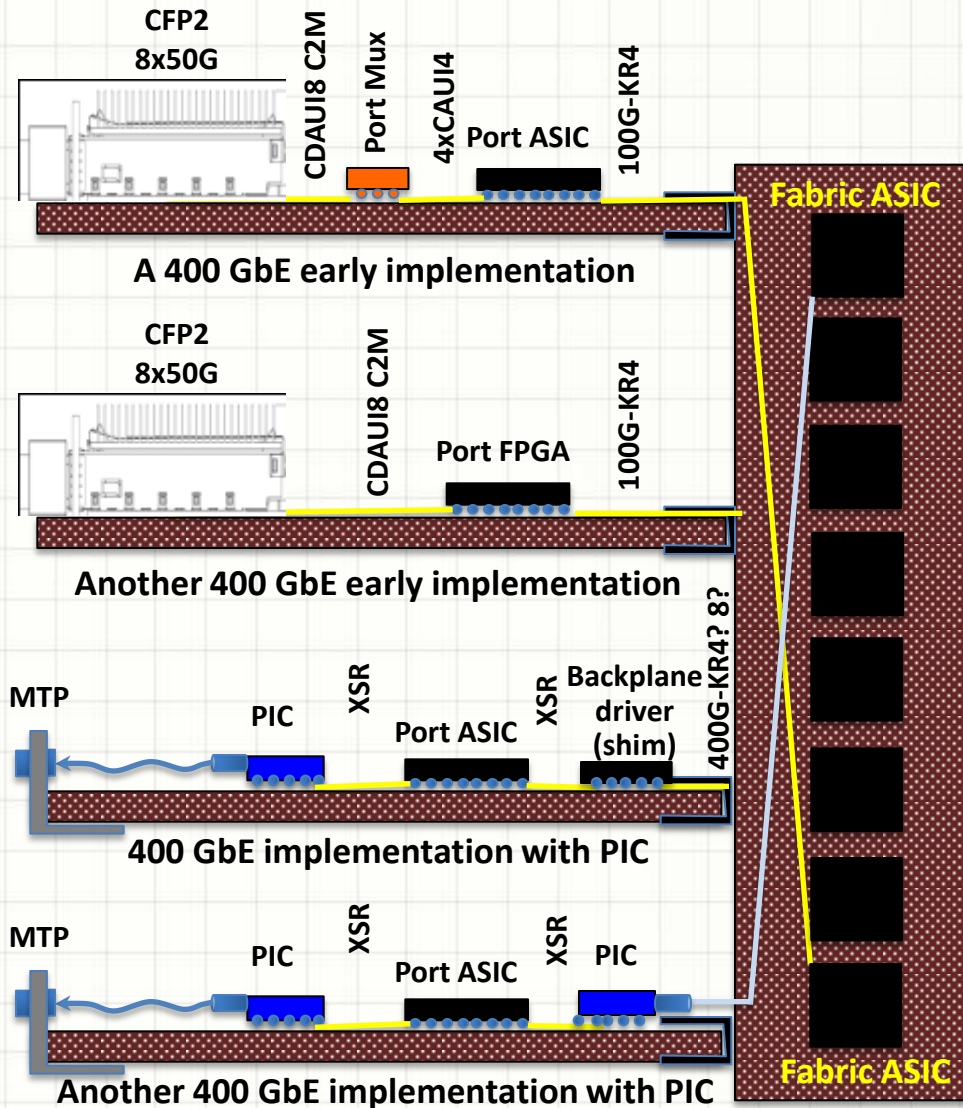 CFP2
8x50G
CDAUI8 C2M
Port Mux
4xCAUI4
Port ASIC
100G-KR4
Fabric ASIC
A 400 GbE early implementation
CFP2
8x50G
CDAUI8 C2M
Port FPGA
100G-KR4
Another 400 GbE early implementation
MTP
PIC
XSR
Port ASIC
XSR
Backplane
driver
(shim)
400G-KR4? 8?
400 GbE implementation with PIC
MTP
PIC
XSR
Port ASIC
XSR
PIC
Fabric ASIC
Another 400 GbE implementation with PIC